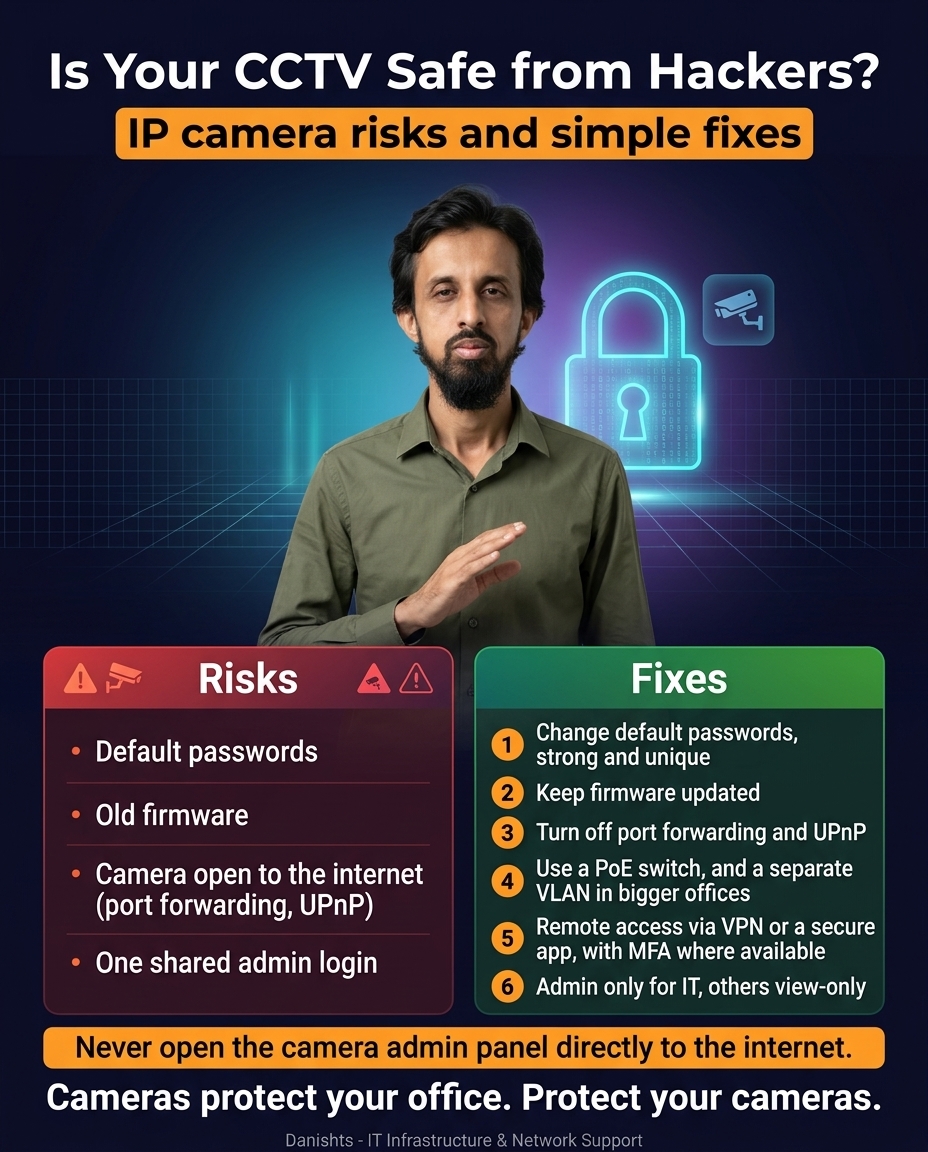 Is Your CCTV Safe from Hackers?
IP camera risks and simple fixes
Risks
Default passwords
Old firmware
Camera open to the internet
(port forwarding, UPnP)
One shared admin login
Fixes
1 Change default passwords,
strong and unique
2 Keep firmware updated
3 Turn off port forwarding and UPnP
4 Use a PoE switch, and a separate
VLAN in bigger offices
5 Remote access via VPN or a secure
app, with MFA where available
6 Admin only for IT, others view-only
Never open the camera admin panel directly to the internet.
Cameras protect your office. Protect your cameras.
Danishts - IT Infrastructure & Network Support